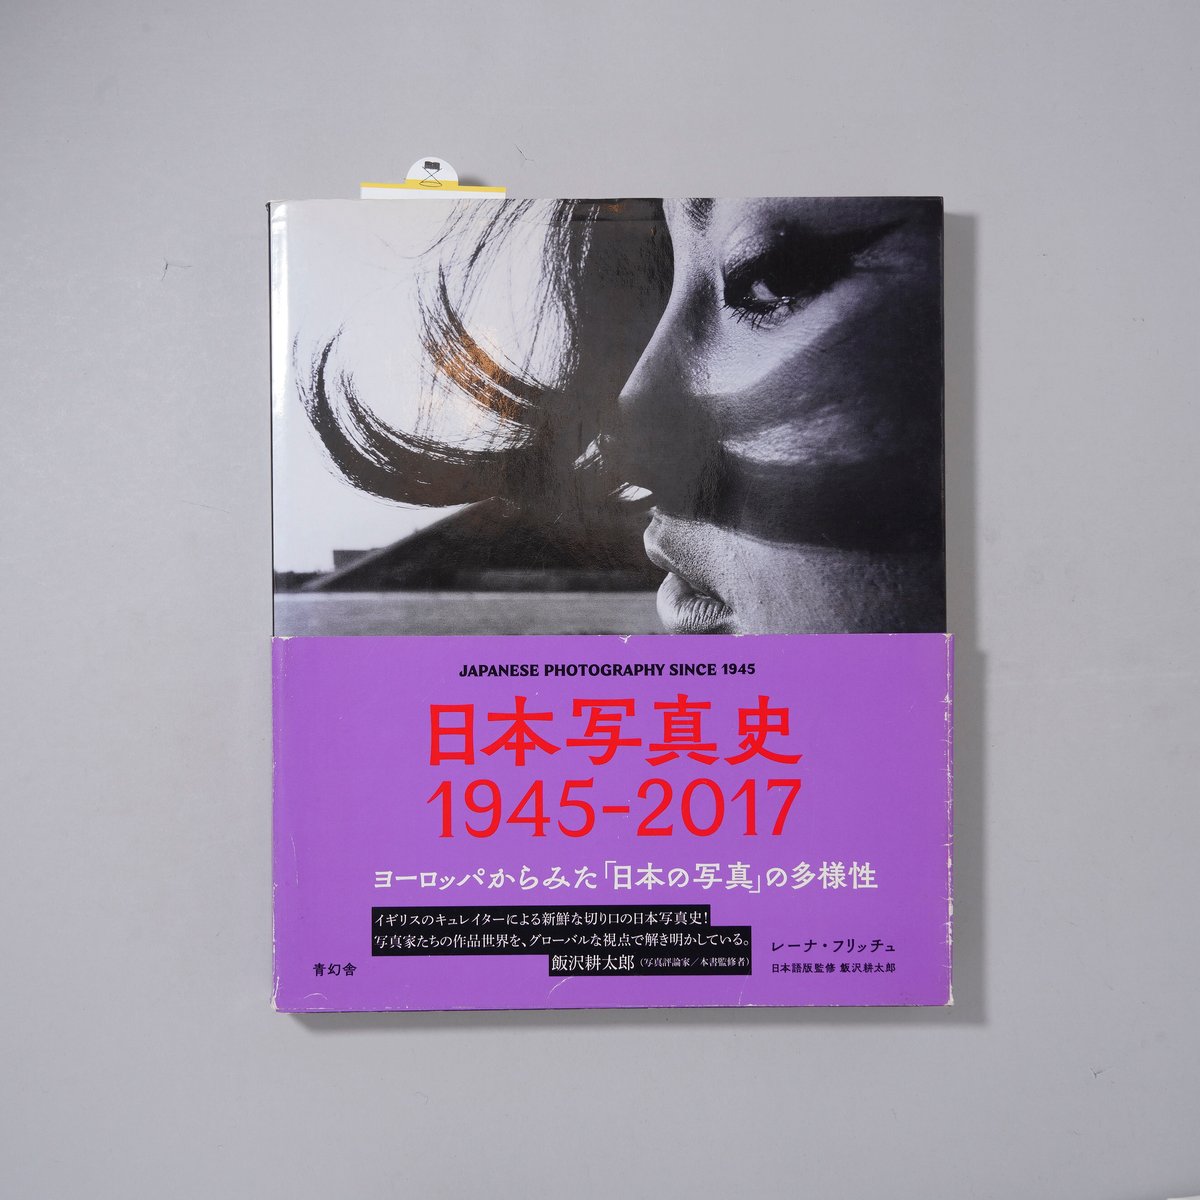 JAPANESE PHOTOGRAPHY SINCE 1945
日本写真史
1945-2017
ヨーロッパからみた「日本の写真」の多様性
イギリスのキュレイターによる新鮮な切り口の日本写真史!
写真家たちの作品世界を、グローバルな視点で解き明かしている。
飯沢耕太郎（写真評論家／本書監修者）
レーナ・フリッチュ
日本語版監修 飯沢耕太郎
青幻舎